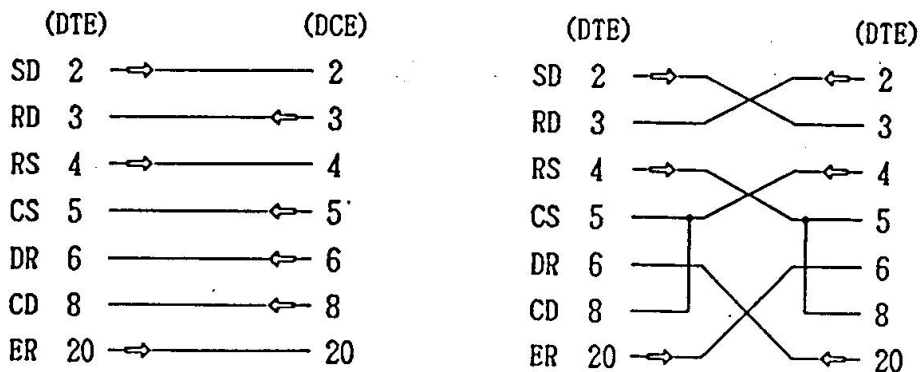 (DTE) (DCE)
SD 2 2
RD 3 3
RS 4 4
CS 5 5
DR 6 6
CD 8 8
ER 20 20
(DTE) (DTE)
SD 2 2
RD 3 3
RS 4 4
CS 5 5
DR 6 6
CD 8 8
ER 20 20